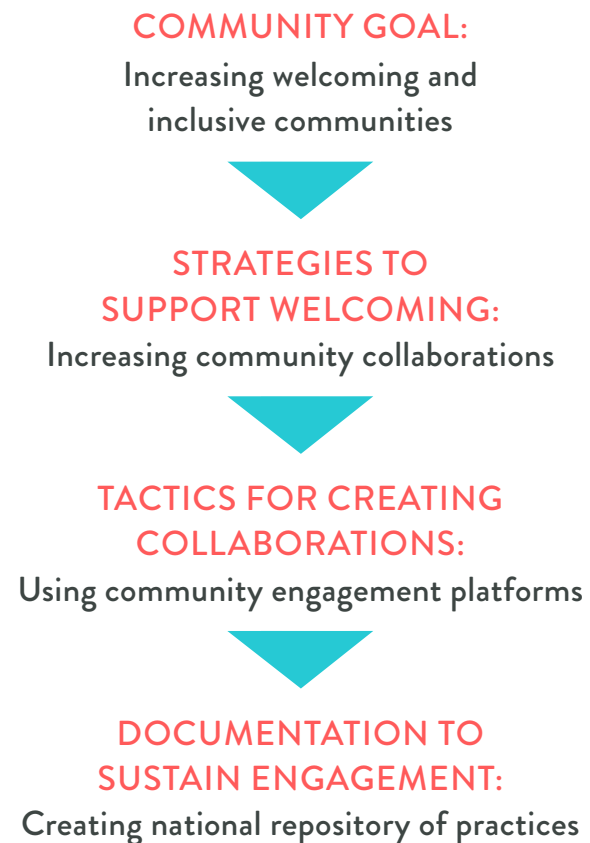 COMMUNITY GOAL:
Increasing welcoming and
inclusive communities
STRATEGIES TO
SUPPORT WELCOMING:
Increasing community collaborations
TACTICS FOR CREATING
COLLABORATIONS:
Using community engagement platforms
DOCUMENTATION TO
SUSTAIN ENGAGEMENT:
Creating national repository of practices